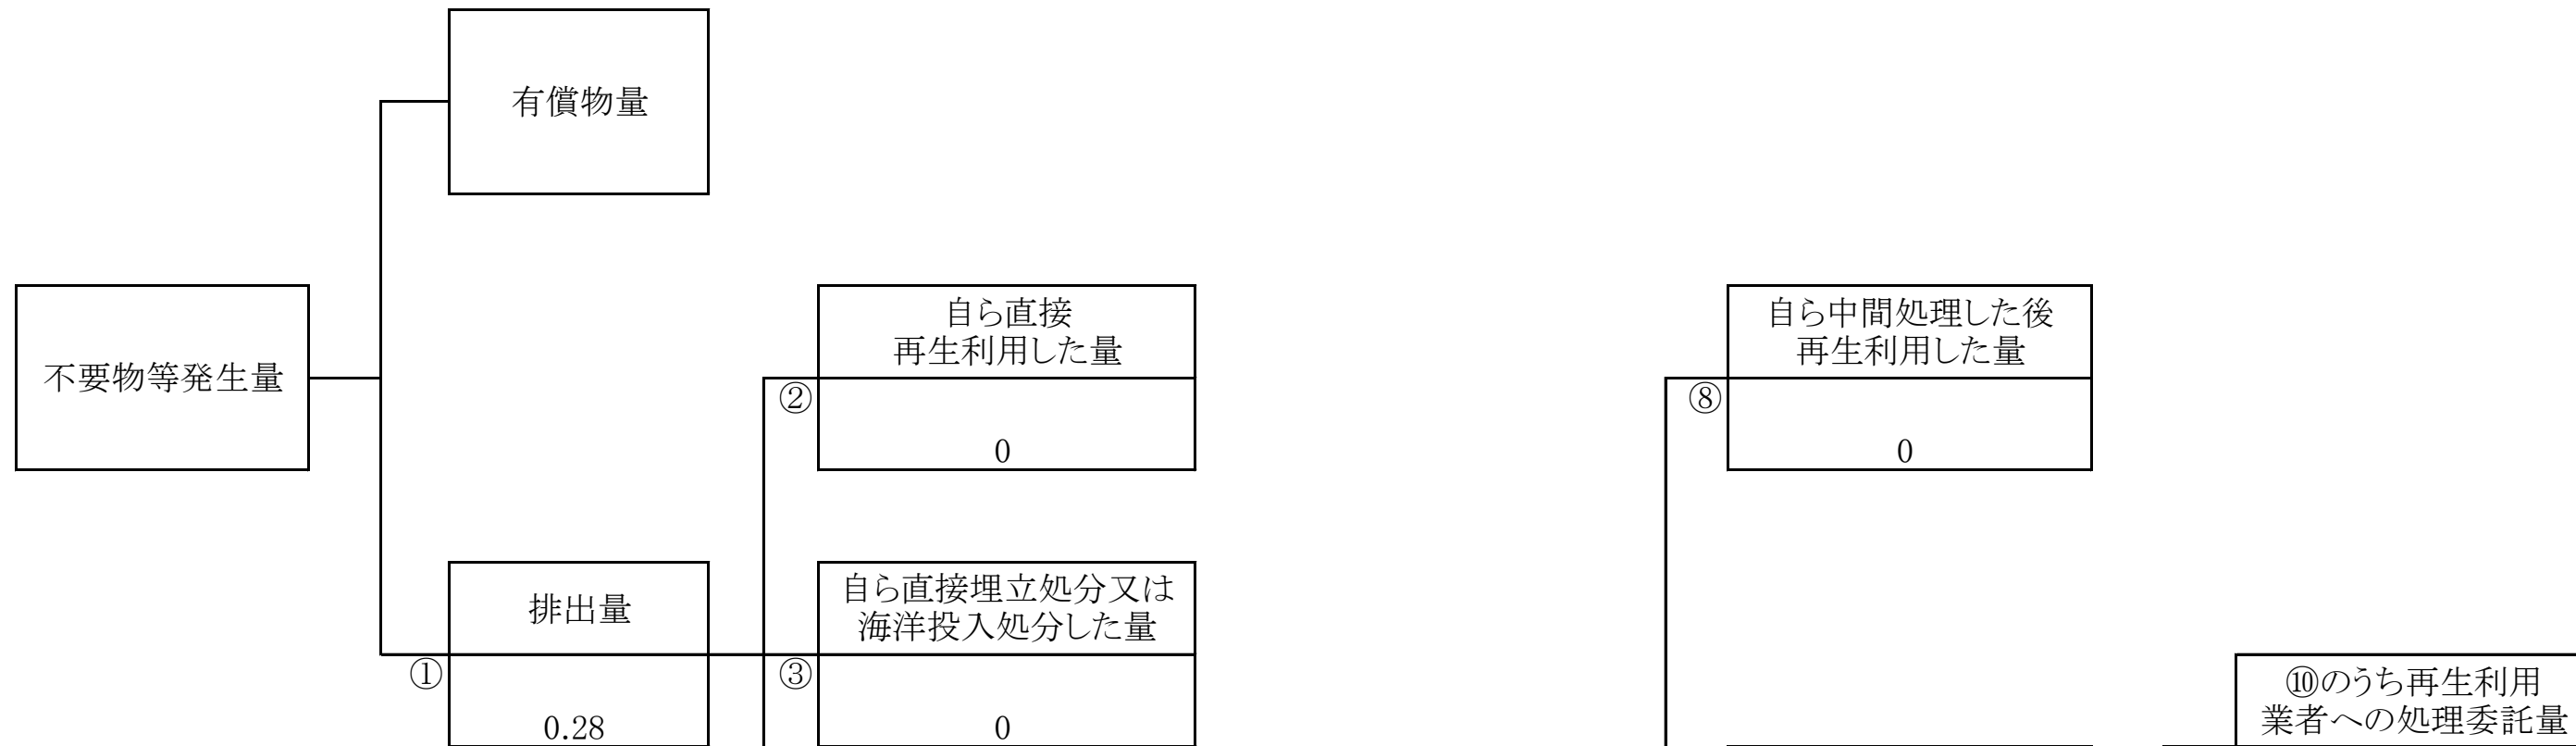 有償物量
不要物等発生量
自ら直接
再生利用した量
②
0
自ら中間処理した後
再生利用した量
⑧
0
排出量
①
0.28
自ら直接埋立処分又は
海洋投入処分した量
③
0
⑩のうち再生利用
業者への処理委託量